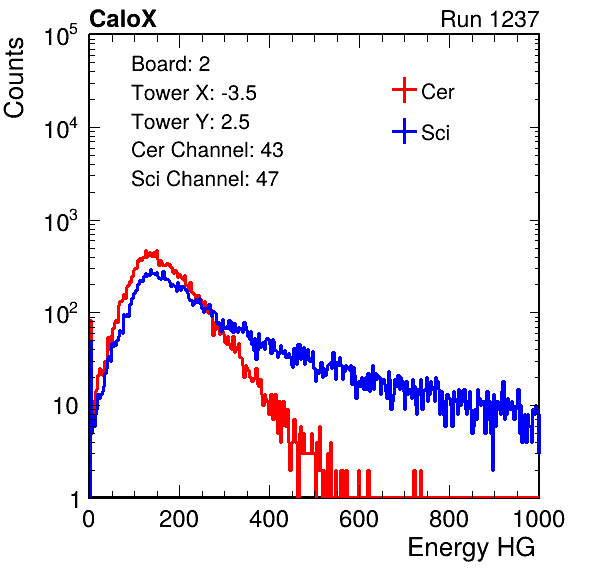 CaloX Run 1237
Counts
10^5
10^4
10^3
10^2
10
1
Board: 2
Tower X: -3.5
Tower Y: 2.5
Cer Channel: 43
Sci Channel: 47
Cer
Sci
0 200 400 600 800 1000
Energy HG